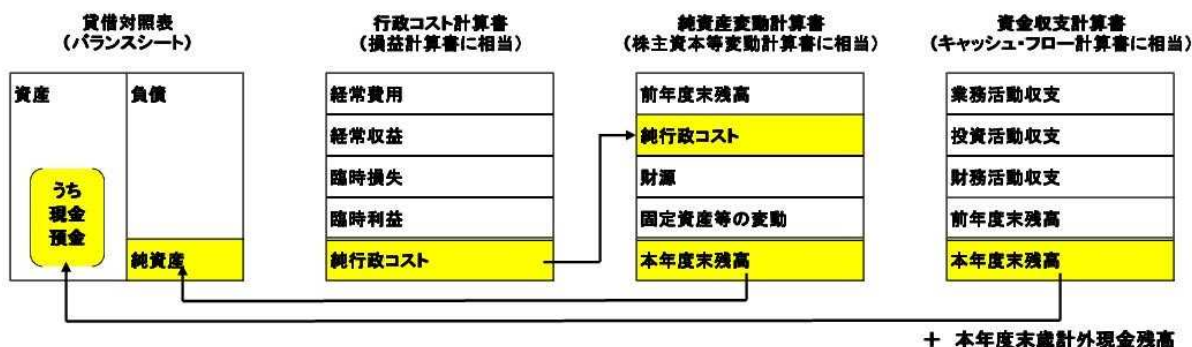 貸借対照表
（バランスシート）
資産
負債
うち
現金
預金
純資産
行政コスト計算書
（損益計算書に相当）
経常費用
経常収益
臨時損失
臨時利益
純行政コスト
純資産変動計算書
（株主資本等変動計算書に相当）
前年度末残高
純行政コスト
財源
固定資産等の変動
本年度末残高
資金収支計算書
（キャッシュ・フロー計算書に相当）
業務活動収支
投資活動収支
財務活動収支
前年度末残高
本年度末残高
＋ 本年度末歳計外現金残高